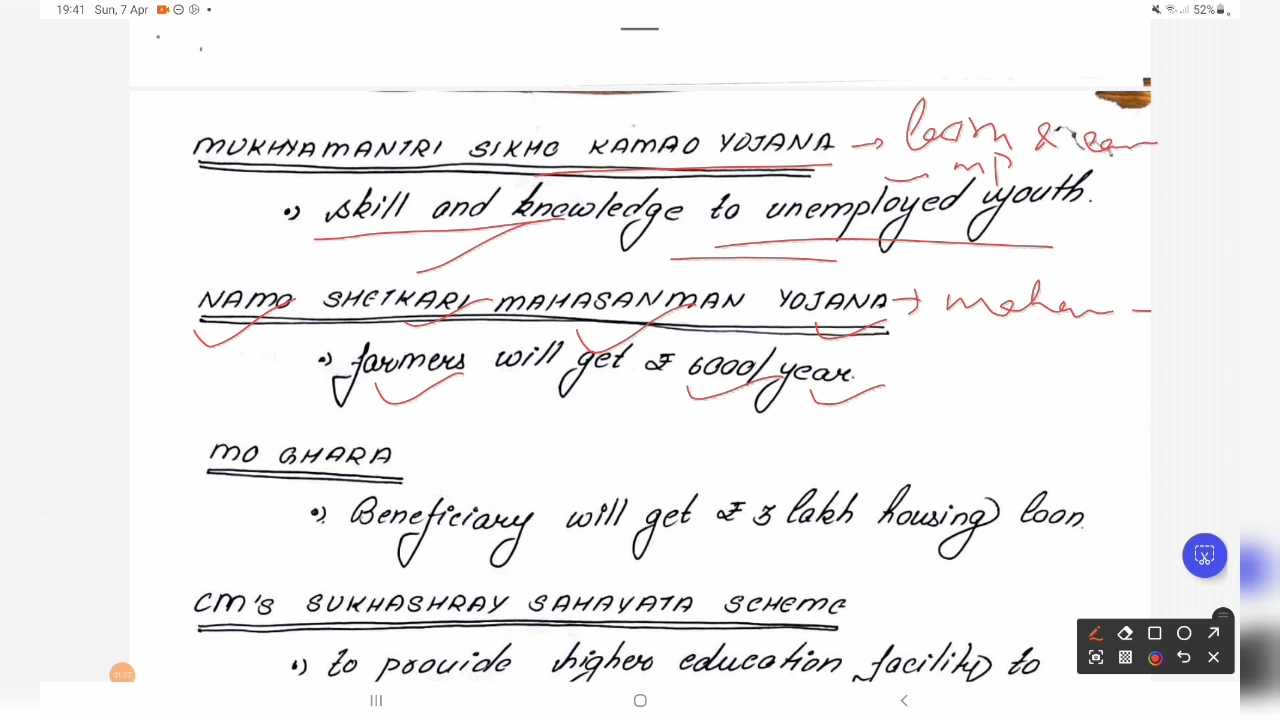 19:41 Sun, 7 Apr
52%
MUKHYAMANTRI SIKHO KAMAO YOJANA → learn & earn
MP
•) skill and knowledge to unemployed youth.
NAMO SHETKARI MAHASANMAN YOJANA →
•) farmers will get ₹ 6000/year.
MO GHARA
•) Beneficiary will get ₹ 3 lakh housing loan.
CM's SUKHASHRAY SAHAYATA SCHEME
•) to provide higher education facility to
01:27